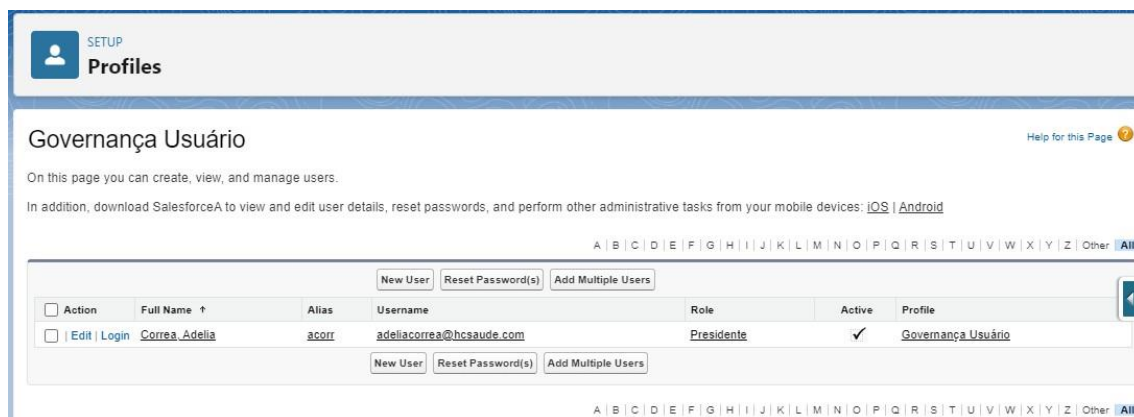 SETUP
Profiles
Governança Usuário
Help for this Page ?
On this page you can create, view, and manage users.
In addition, download SalesforceA to view and edit user details, reset passwords, and perform other administrative tasks from your mobile devices: iOS | Android
A | B | C | D | E | F | G | H | I | J | K | L | M | N | O | P | Q | R | S | T | U | V | W | X | Y | Z | Other | All
New User Reset Password(s) Add Multiple Users
Action Full Name ↑ Alias Username Role Active Profile
| Edit | Login Correa, Adelia acorr adeliacorrea@hcsaude.com Presidente ✓ Governança Usuário
New User Reset Password(s) Add Multiple Users
A | B | C | D | E | F | G | H | I | J | K | L | M | N | O | P | Q | R | S | T | U | V | W | X | Y | Z | Other | All